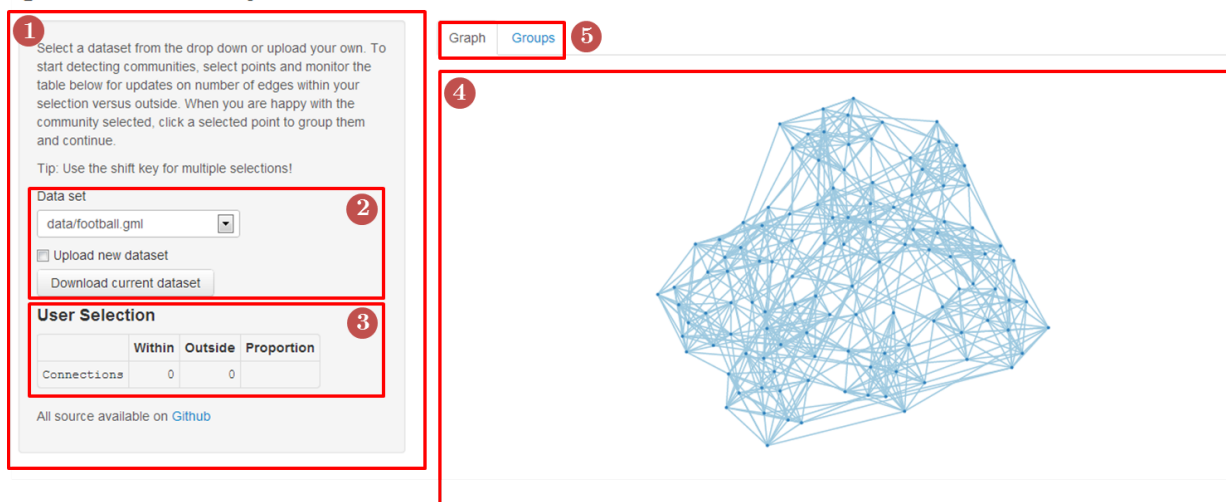 1
Select a dataset from the drop down or upload your own. To
start detecting communities, select points and monitor the
table below for updates on number of edges within your
selection versus outside. When you are happy with the
community selected, click a selected point to group them
and continue.
Tip: Use the shift key for multiple selections!
2
Data set
data/football.gml
Upload new dataset
Download current dataset
3
User Selection
Within Outside Proportion
Connections 0 0
All source available on Github
Graph Groups 5
4